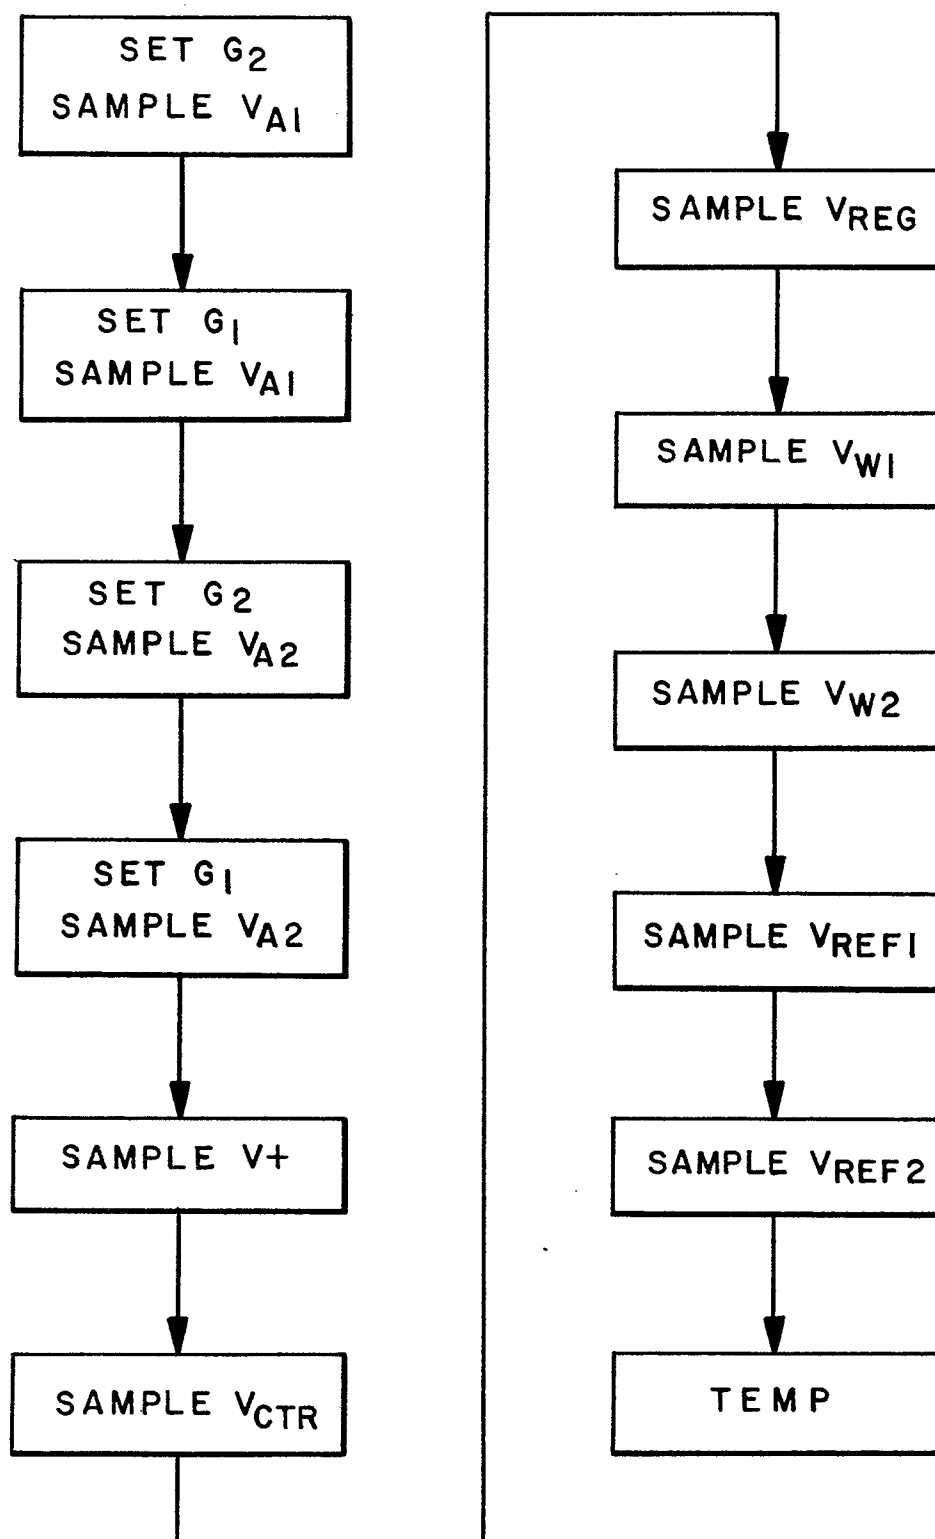 SET G2
SAMPLE VA1
SET G1
SAMPLE VA1
SET G2
SAMPLE VA2
SET G1
SAMPLE VA2
SAMPLE V+
SAMPLE VCTR
SAMPLE VREG
SAMPLE VW1
SAMPLE VW2
SAMPLE VREF1
SAMPLE VREF2
TEMP